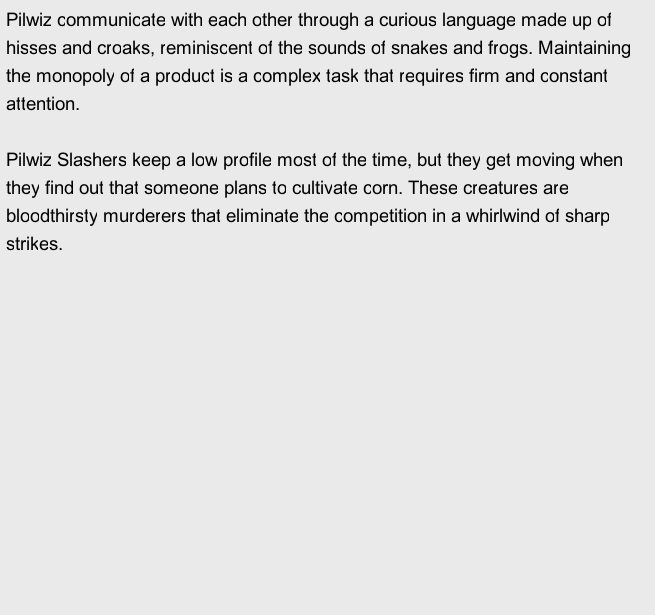 Pilwiz communicate with each other through a curious language made up of
hisses and croaks, reminiscent of the sounds of snakes and frogs. Maintaining
the monopoly of a product is a complex task that requires firm and constant
attention.
Pilwiz Slashers keep a low profile most of the time, but they get moving when
they find out that someone plans to cultivate corn. These creatures are
bloodthirsty murderers that eliminate the competition in a whirlwind of sharp
strikes.